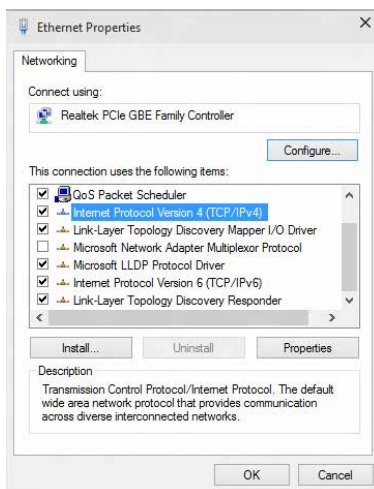 Ethernet Properties
Networking
Connect using:
Realtek PCIe GBE Family Controller
Configure...
This connection uses the following items:
QoS Packet Scheduler
Internet Protocol Version 4 (TCP/IPv4)
Link-Layer Topology Discovery Mapper I/O Driver
Microsoft Network Adapter Multiplexor Protocol
Microsoft LLDP Protocol Driver
Internet Protocol Version 6 (TCP/IPv6)
Link-Layer Topology Discovery Responder
Install... Uninstall Properties
Description
Transmission Control Protocol/Internet Protocol. The default
wide area network protocol that provides communication
across diverse interconnected networks.
OK Cancel